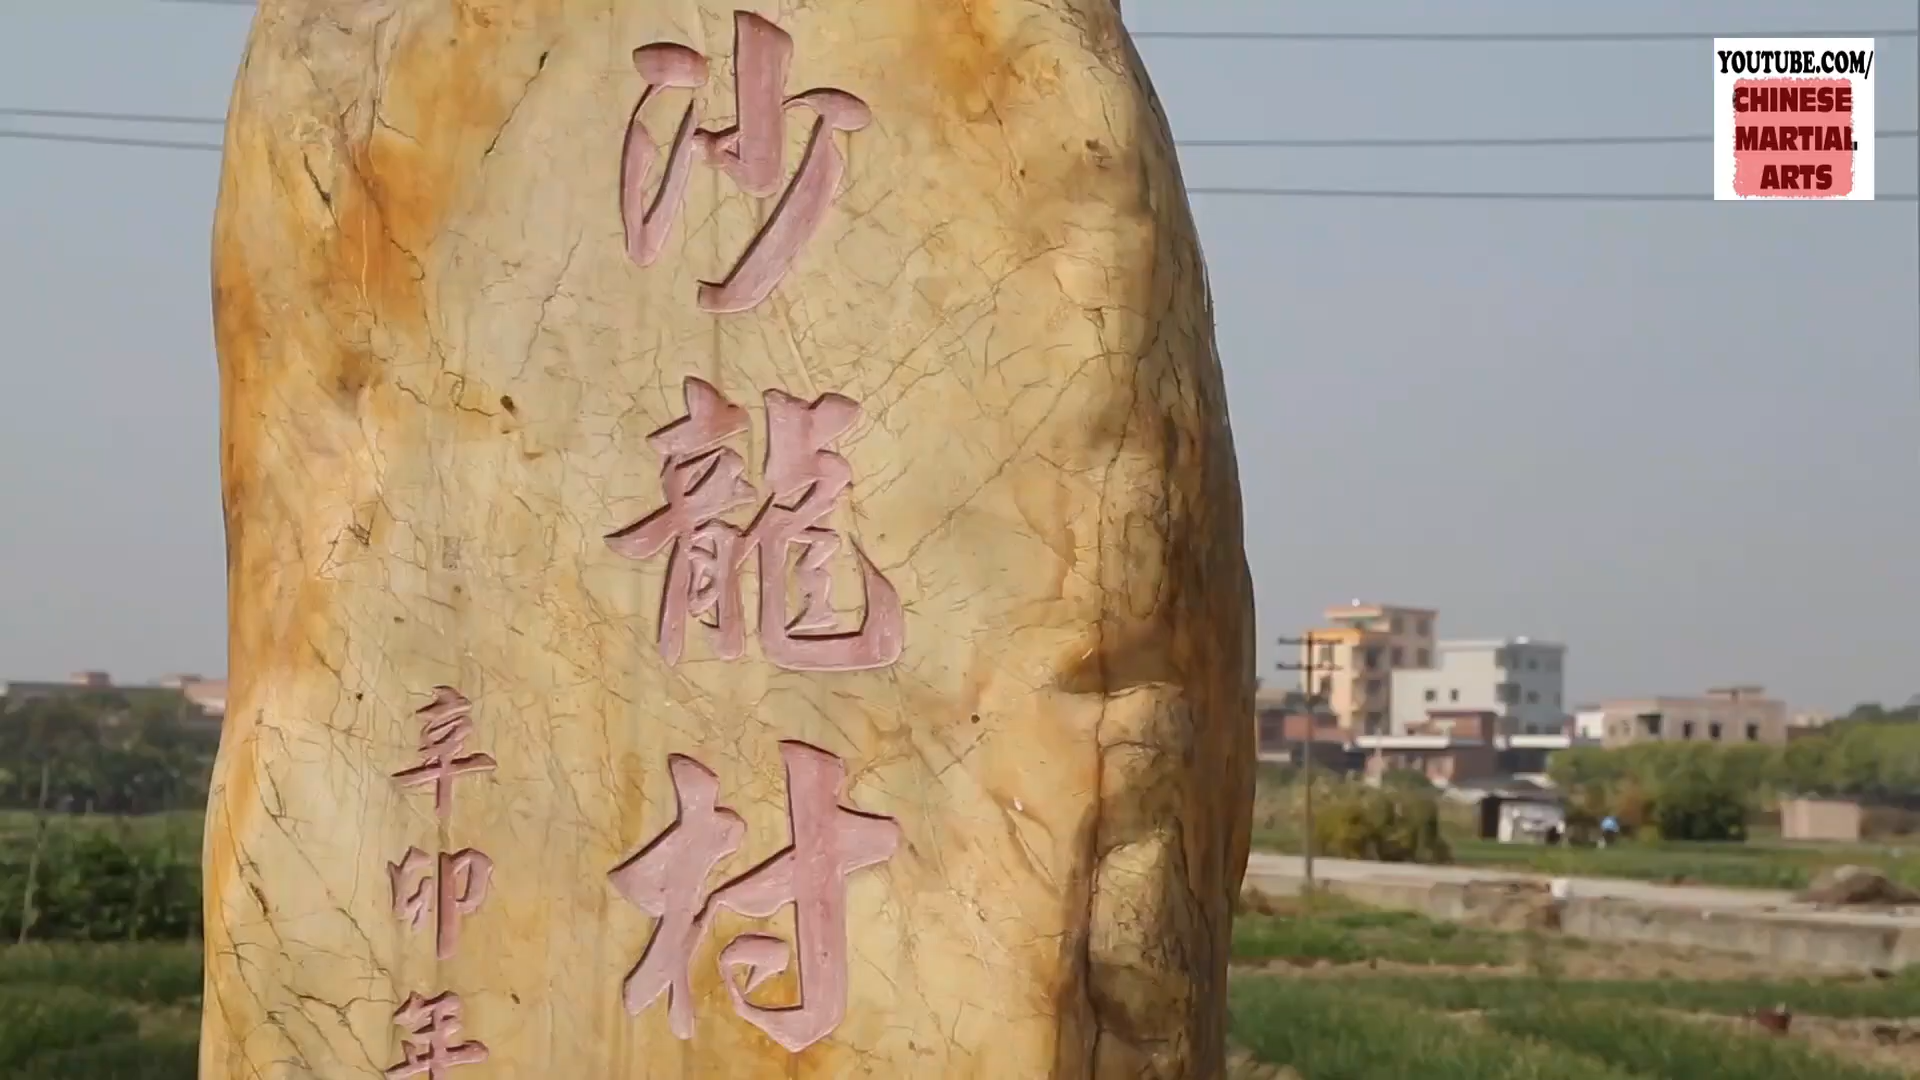 沙龍村
辛卯年
YOUTUBE.COM/
CHINESE
MARTIAL
ARTS